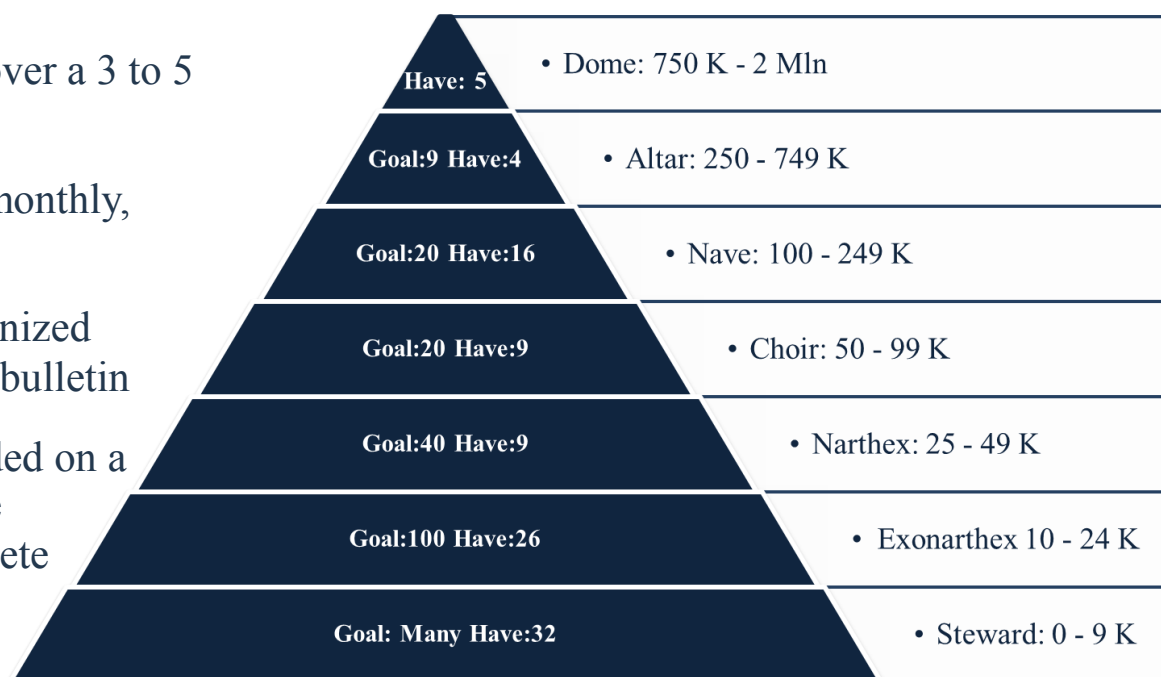 over a 3 to 5
monthly,
nized
bulletin
ded on a
ete
Have: 5
• Dome: 750 K - 2 Mln
Goal:9 Have:4
• Altar: 250 - 749 K
Goal:20 Have:16
• Nave: 100 - 249 K
Goal:20 Have:9
• Choir: 50 - 99 K
Goal:40 Have:9
• Narthex: 25 - 49 K
Goal:100 Have:26
• Exonarthex 10 - 24 K
Goal: Many Have:32
• Steward: 0 - 9 K